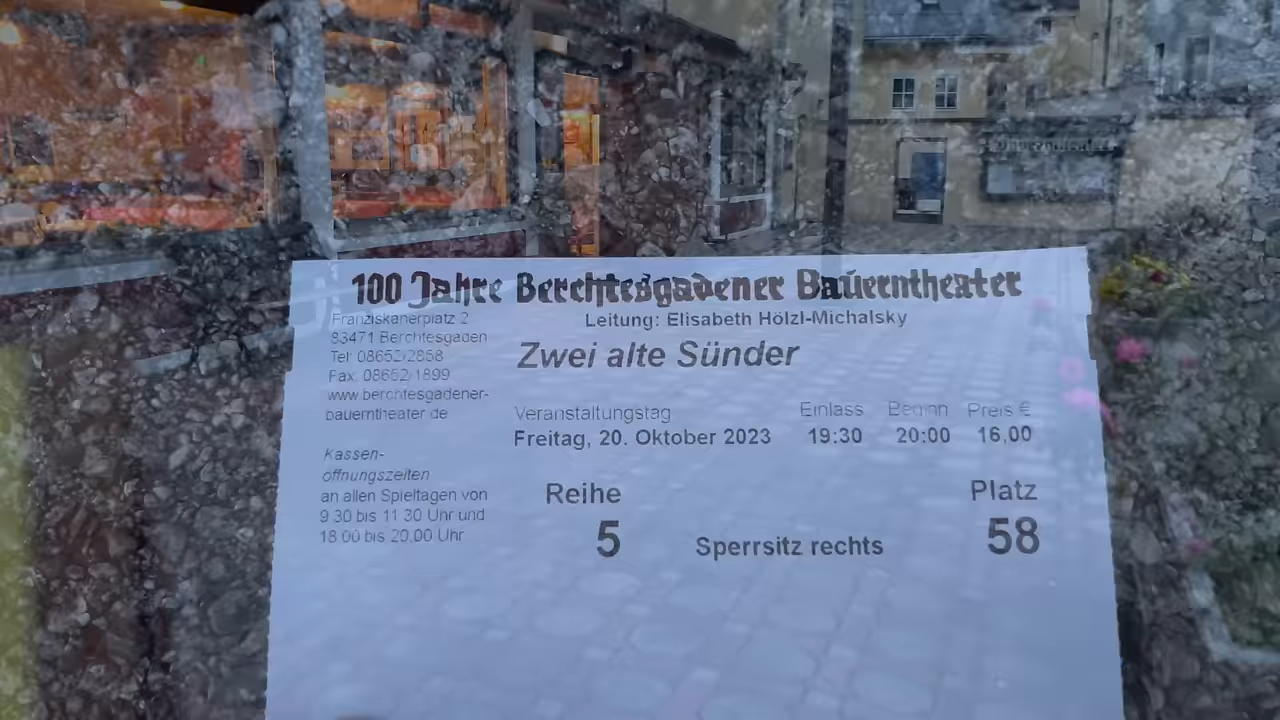 100 Jahre Berchtesgadener Bauerntheater
Leitung: Elisabeth Hölzl-Michalsky
Franziskanerplatz 2
83471 Berchtesgaden
Tel: 08652/2858
Fax: 08652/1899
www.berchtesgadener-
bauerntheater.de
Kassen-
öffnungszeiten
an allen Spieltagen von
9.30 bis 11.30 Uhr und
18.00 bis 20.00 Uhr
Zwei alte Sünder
Veranstaltungstag Einlass Beginn Preis €
Freitag, 20. Oktober 2023 19:30 20:00 16,00
Reihe Platz
5 Sperrsitz rechts 58